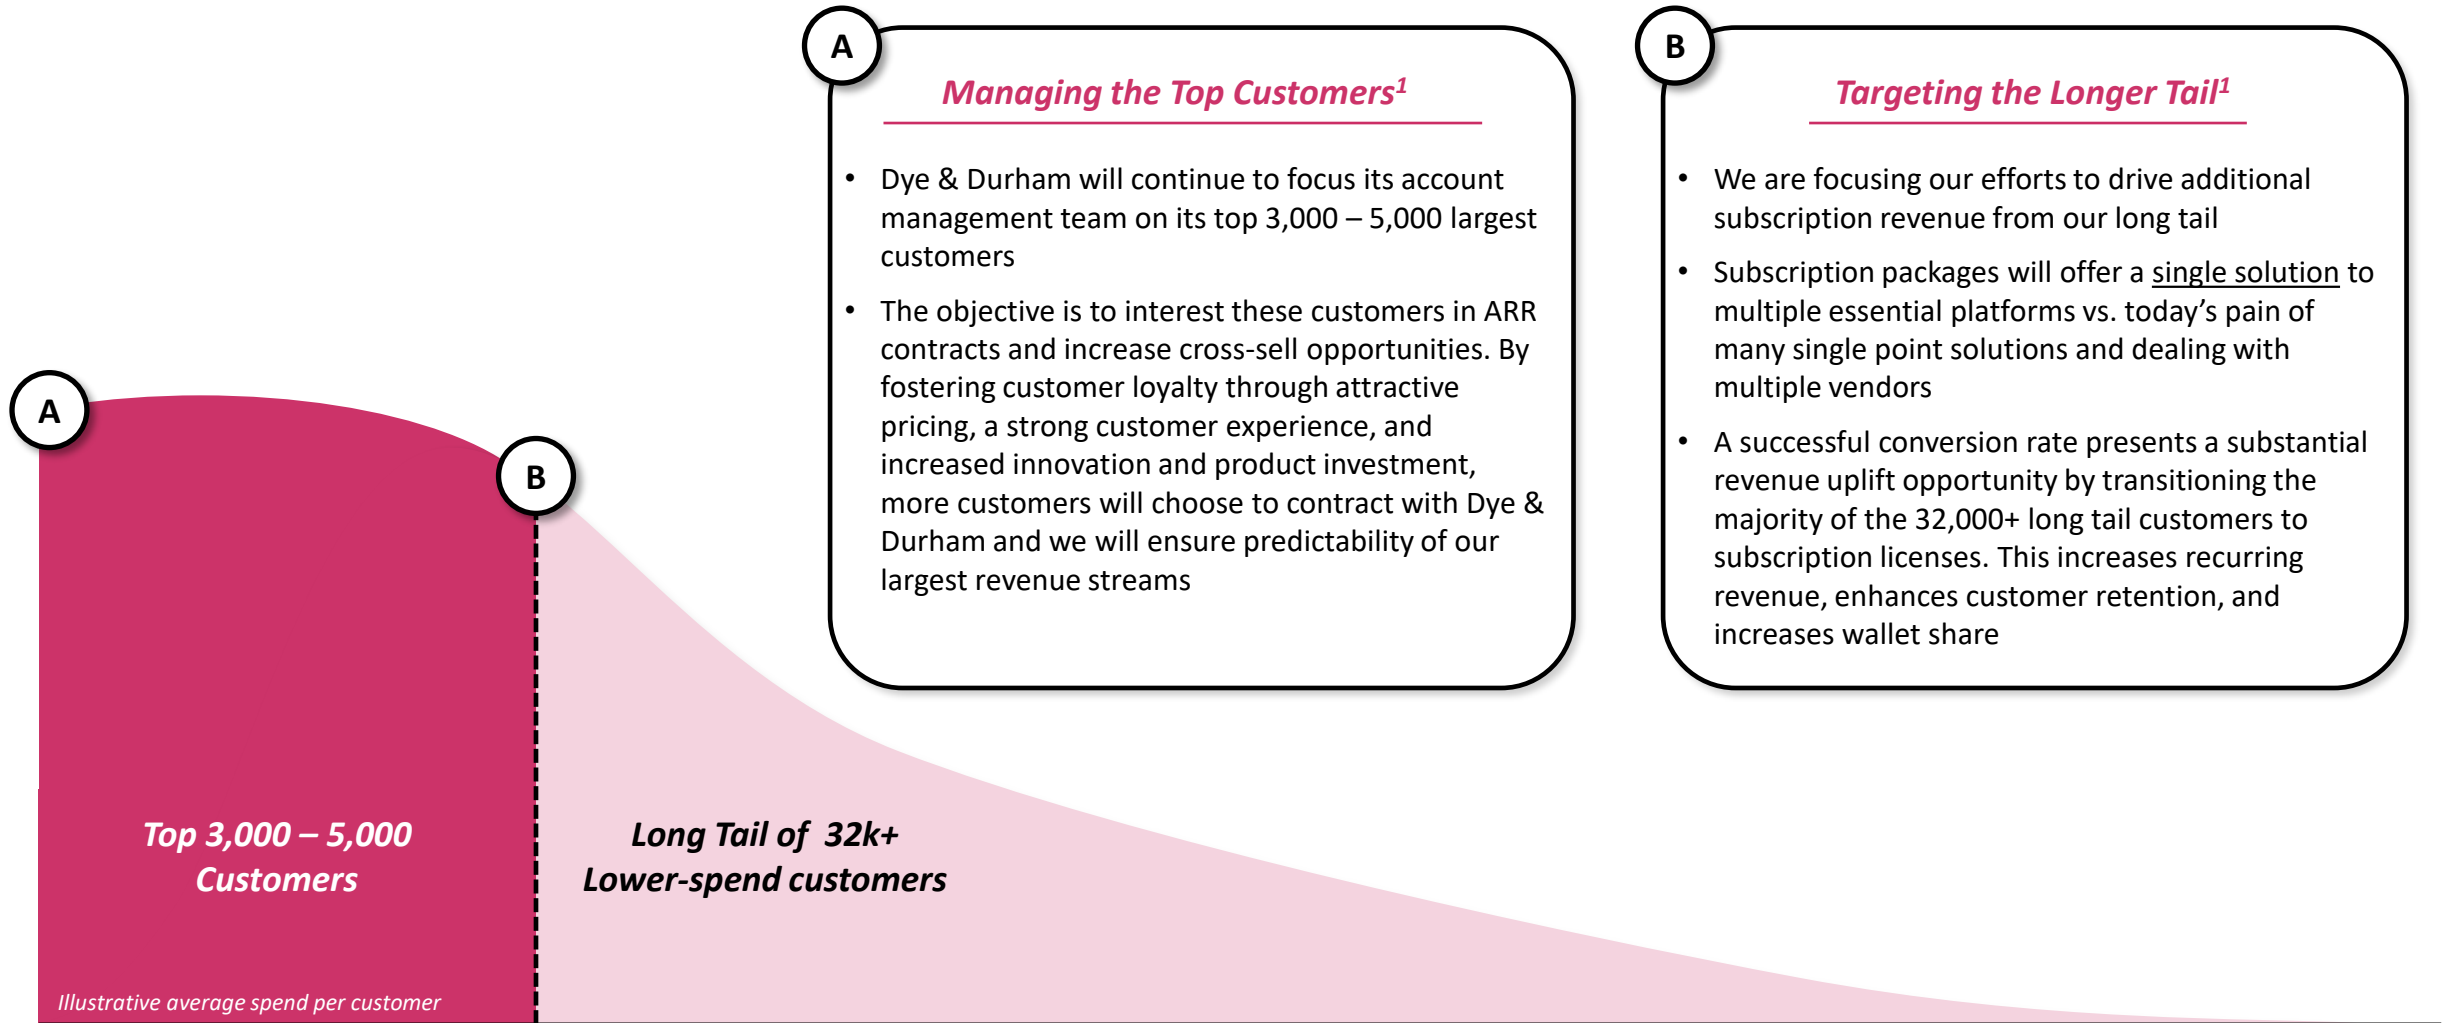 A
Managing the Top Customers1
• Dye & Durham will continue to focus its account
management team on its top 3,000 – 5,000 largest
customers
• The objective is to interest these customers in ARR
contracts and increase cross-sell opportunities. By
fostering customer loyalty through attractive
pricing, a strong customer experience, and
increased innovation and product investment,
more customers will choose to contract with Dye &
Durham and we will ensure predictability of our
largest revenue streams
B
Targeting the Longer Tail1
• We are focusing our efforts to drive additional
subscription revenue from our long tail
• Subscription packages will offer a single solution to
multiple essential platforms vs. today’s pain of
many single point solutions and dealing with
multiple vendors
• A successful conversion rate presents a substantial
revenue uplift opportunity by transitioning the
majority of the 32,000+ long tail customers to
subscription licenses. This increases recurring
revenue, enhances customer retention, and
increases wallet share
A
B
Top 3,000 – 5,000
Customers
Long Tail of 32k+
Lower-spend customers
Illustrative average spend per customer